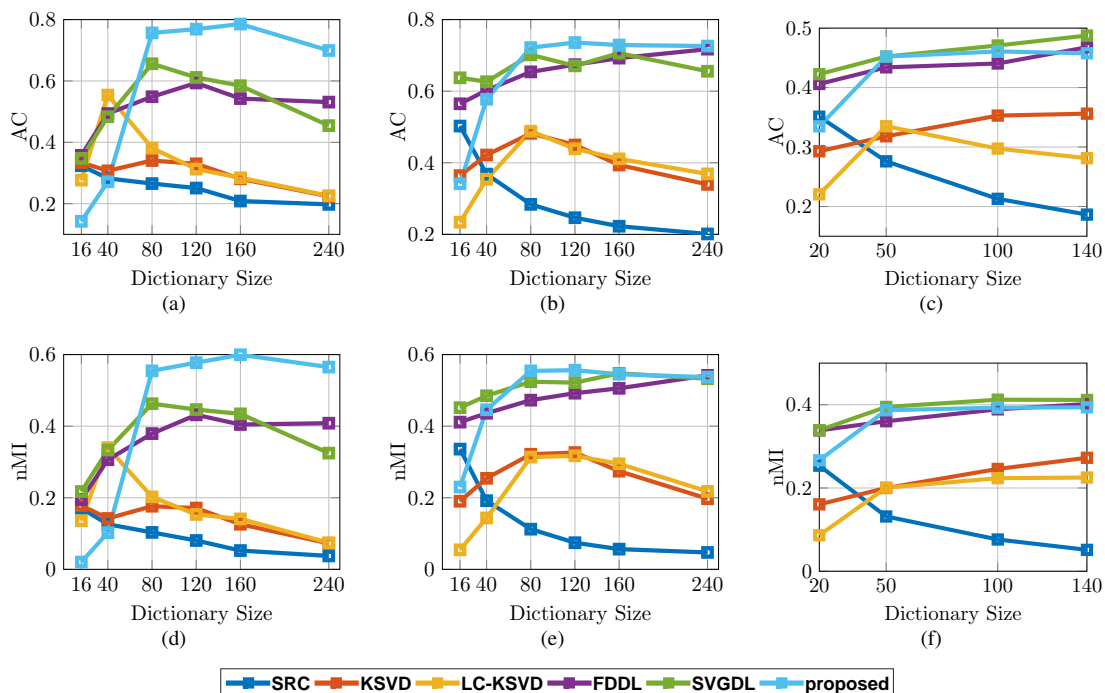 0.8
0.6
0.4
0.2
AC
16 40 80 120 160 240
Dictionary Size
(a)
0.8
0.6
0.4
0.2
AC
16 40 80 120 160 240
Dictionary Size
(b)
0.5
0.4
0.3
0.2
AC
20 50 100 140
Dictionary Size
(c)
0.6
0.4
0.2
0
nMI
16 40 80 120 160 240
Dictionary Size
(d)
0.6
0.4
0.2
0
nMI
16 40 80 120 160 240
Dictionary Size
(e)
0.4
0.2
0
nMI
20 50 100 140
Dictionary Size
(f)
SRC KSVD LC-KSVD FDDL SVGDL proposed